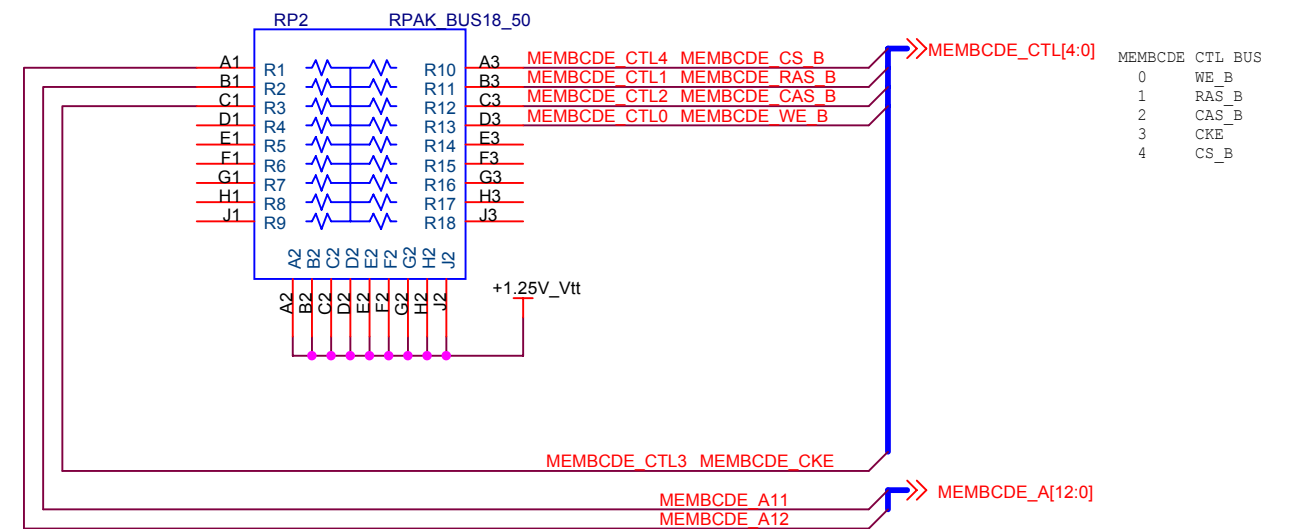 RP2 RPAK_BUS18_50
A1 R1 R10 A3 MEMBCDE_CTL4 MEMBCDE_CS_B
B1 R2 R11 B3 MEMBCDE_CTL1 MEMBCDE_RAS_B
C1 R3 R12 C3 MEMBCDE_CTL2 MEMBCDE_CAS_B
D1 R4 R13 D3 MEMBCDE_CTL0 MEMBCDE_WE_B
E1 R5 R14 E3
F1 R6 R15 F3
G1 R7 R16 G3
H1 R8 R17 H3
J1 R9 R18 J3
A2 B2 C2 D2 E2 F2 G2 H2 J2
A2 B2 C2 D2 E2 F2 G2 H2 J2
+1.25V_Vtt
MEMBCDE_CTL[4:0]
MEMBCDE CTL BUS
0 WE_B
1 RAS_B
2 CAS_B
3 CKE
4 CS_B
MEMBCDE_CTL3 MEMBCDE_CKE
MEMBCDE_A[12:0]
MEMBCDE_A11
MEMBCDE_A12